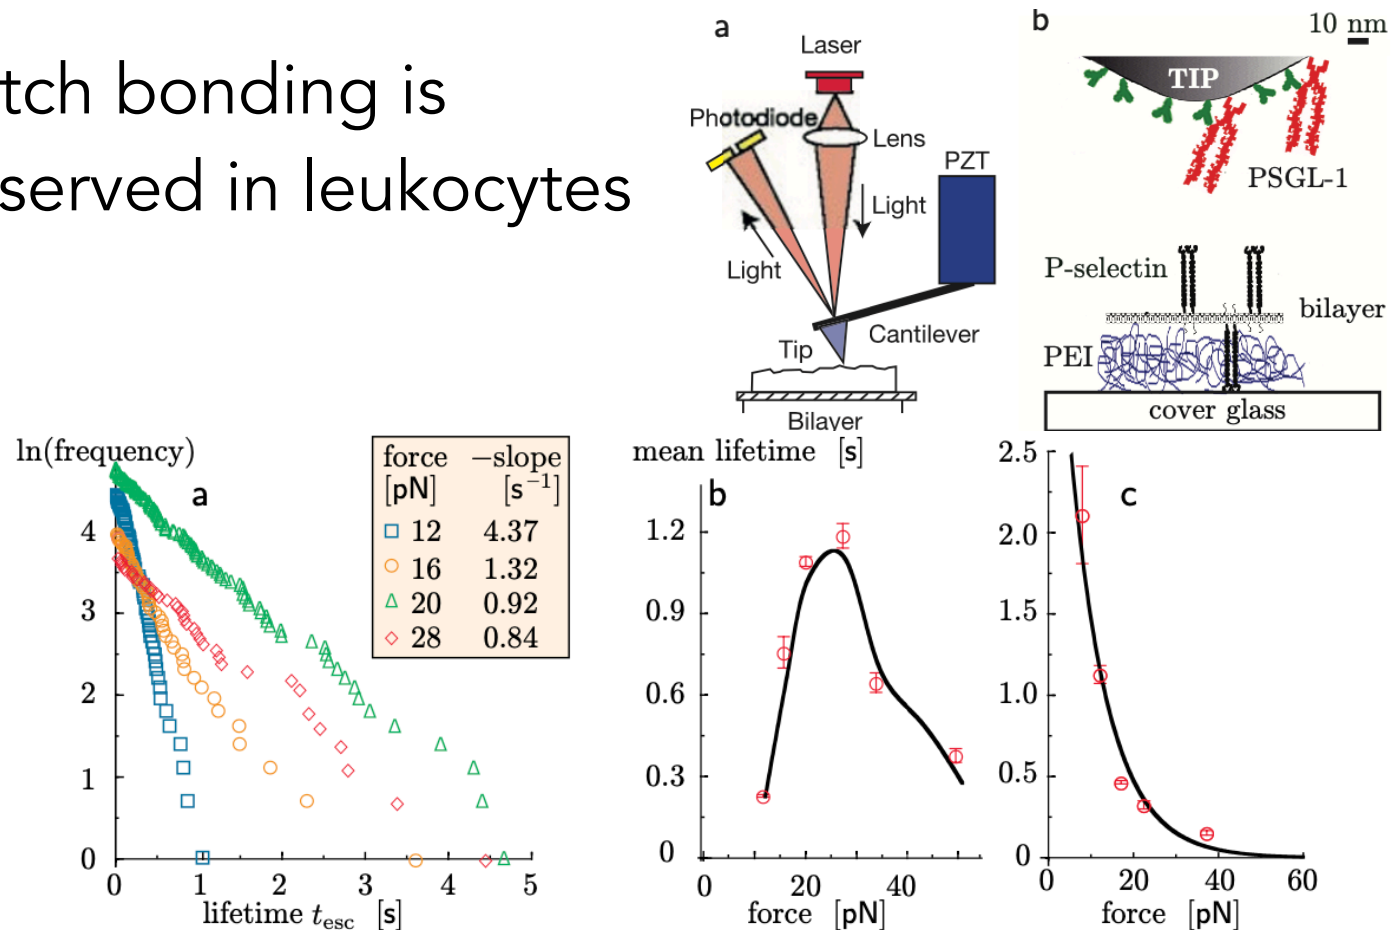 tch bonding is
served in leukocytes
a
Laser
Photodiode
Lens
PZT
Light
Light
Cantilever
Tip
Bilayer
b
10 nm
TIP
PSGL-1
P-selectin
bilayer
PEI
cover glass
ln(frequency)
a
force −slope
[pN] [s⁻¹]
12 4.37
16 1.32
20 0.92
28 0.84
4
3
2
1
0
0 1 2 3 4 5
lifetime t_esc [s]
mean lifetime [s]
b
1.2
0.9
0.6
0.3
0
0 20 40
force [pN]
c
2.5
2.0
1.5
1.0
0.5
0
0 20 40 60
force [pN]